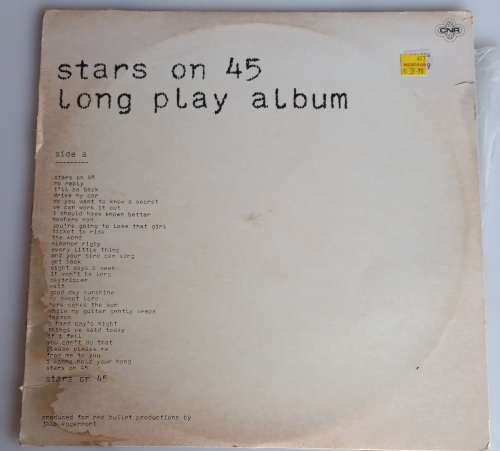 CNR
stars on 45
long play album
side a
---------
stars on 45
no reply
i'll be back
drive my car
do you want to know a secret
we can work it out
i should have known better
nowhere man
you're going to lose that girl
ticket to ride
the word
eleanor rigby
every little thing
and your bird can sing
get back
eight days a week
it won't be long
day tripper
wait
good day sunshine
my sweet lord
here comes the sun
while my guitar gently weeps
taxman
a hard day's night
things we said today
if i fell
you can't do that
please please me
from me to you
i wanna hold your hand
stars on 45
stars on 45
produced for red bullet productions by
jaap eggermont